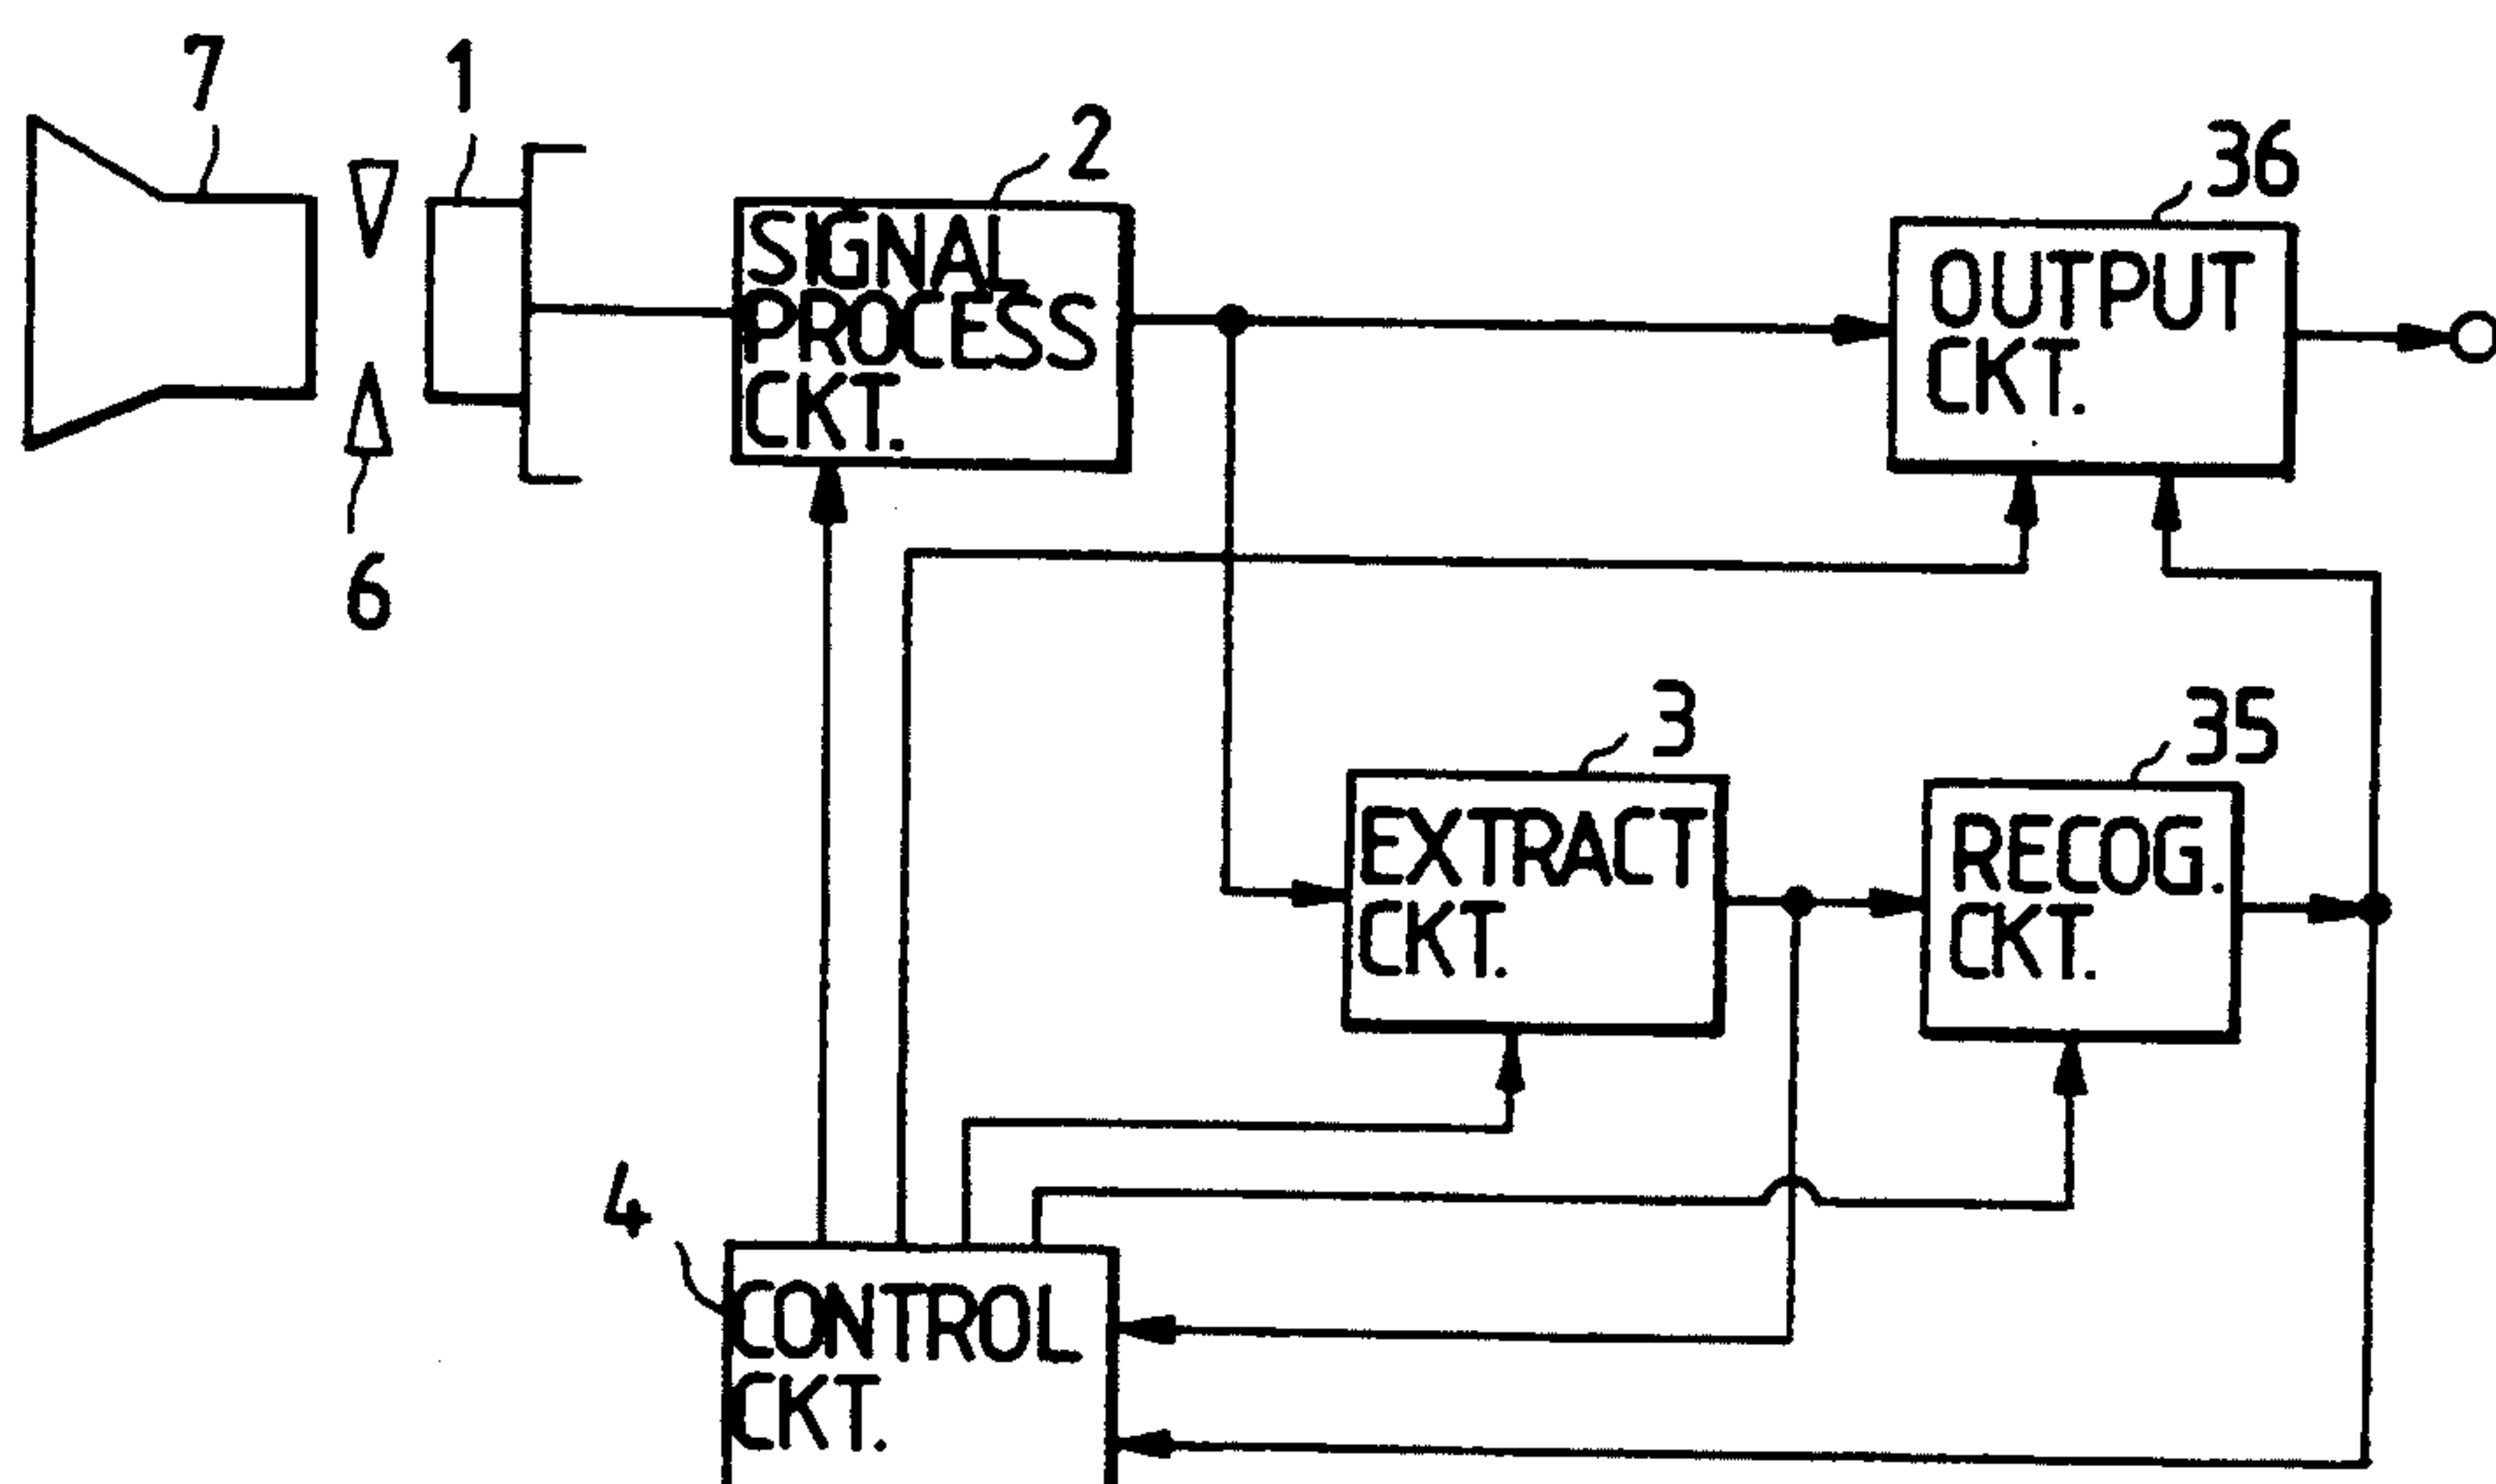 7
1
2
36
SIGNAL
PROCESS
CKT.
OUTPUT
CKT.
6
3
35
EXTRACT
CKT.
RECOG.
CKT.
4
CONTROL
CKT.